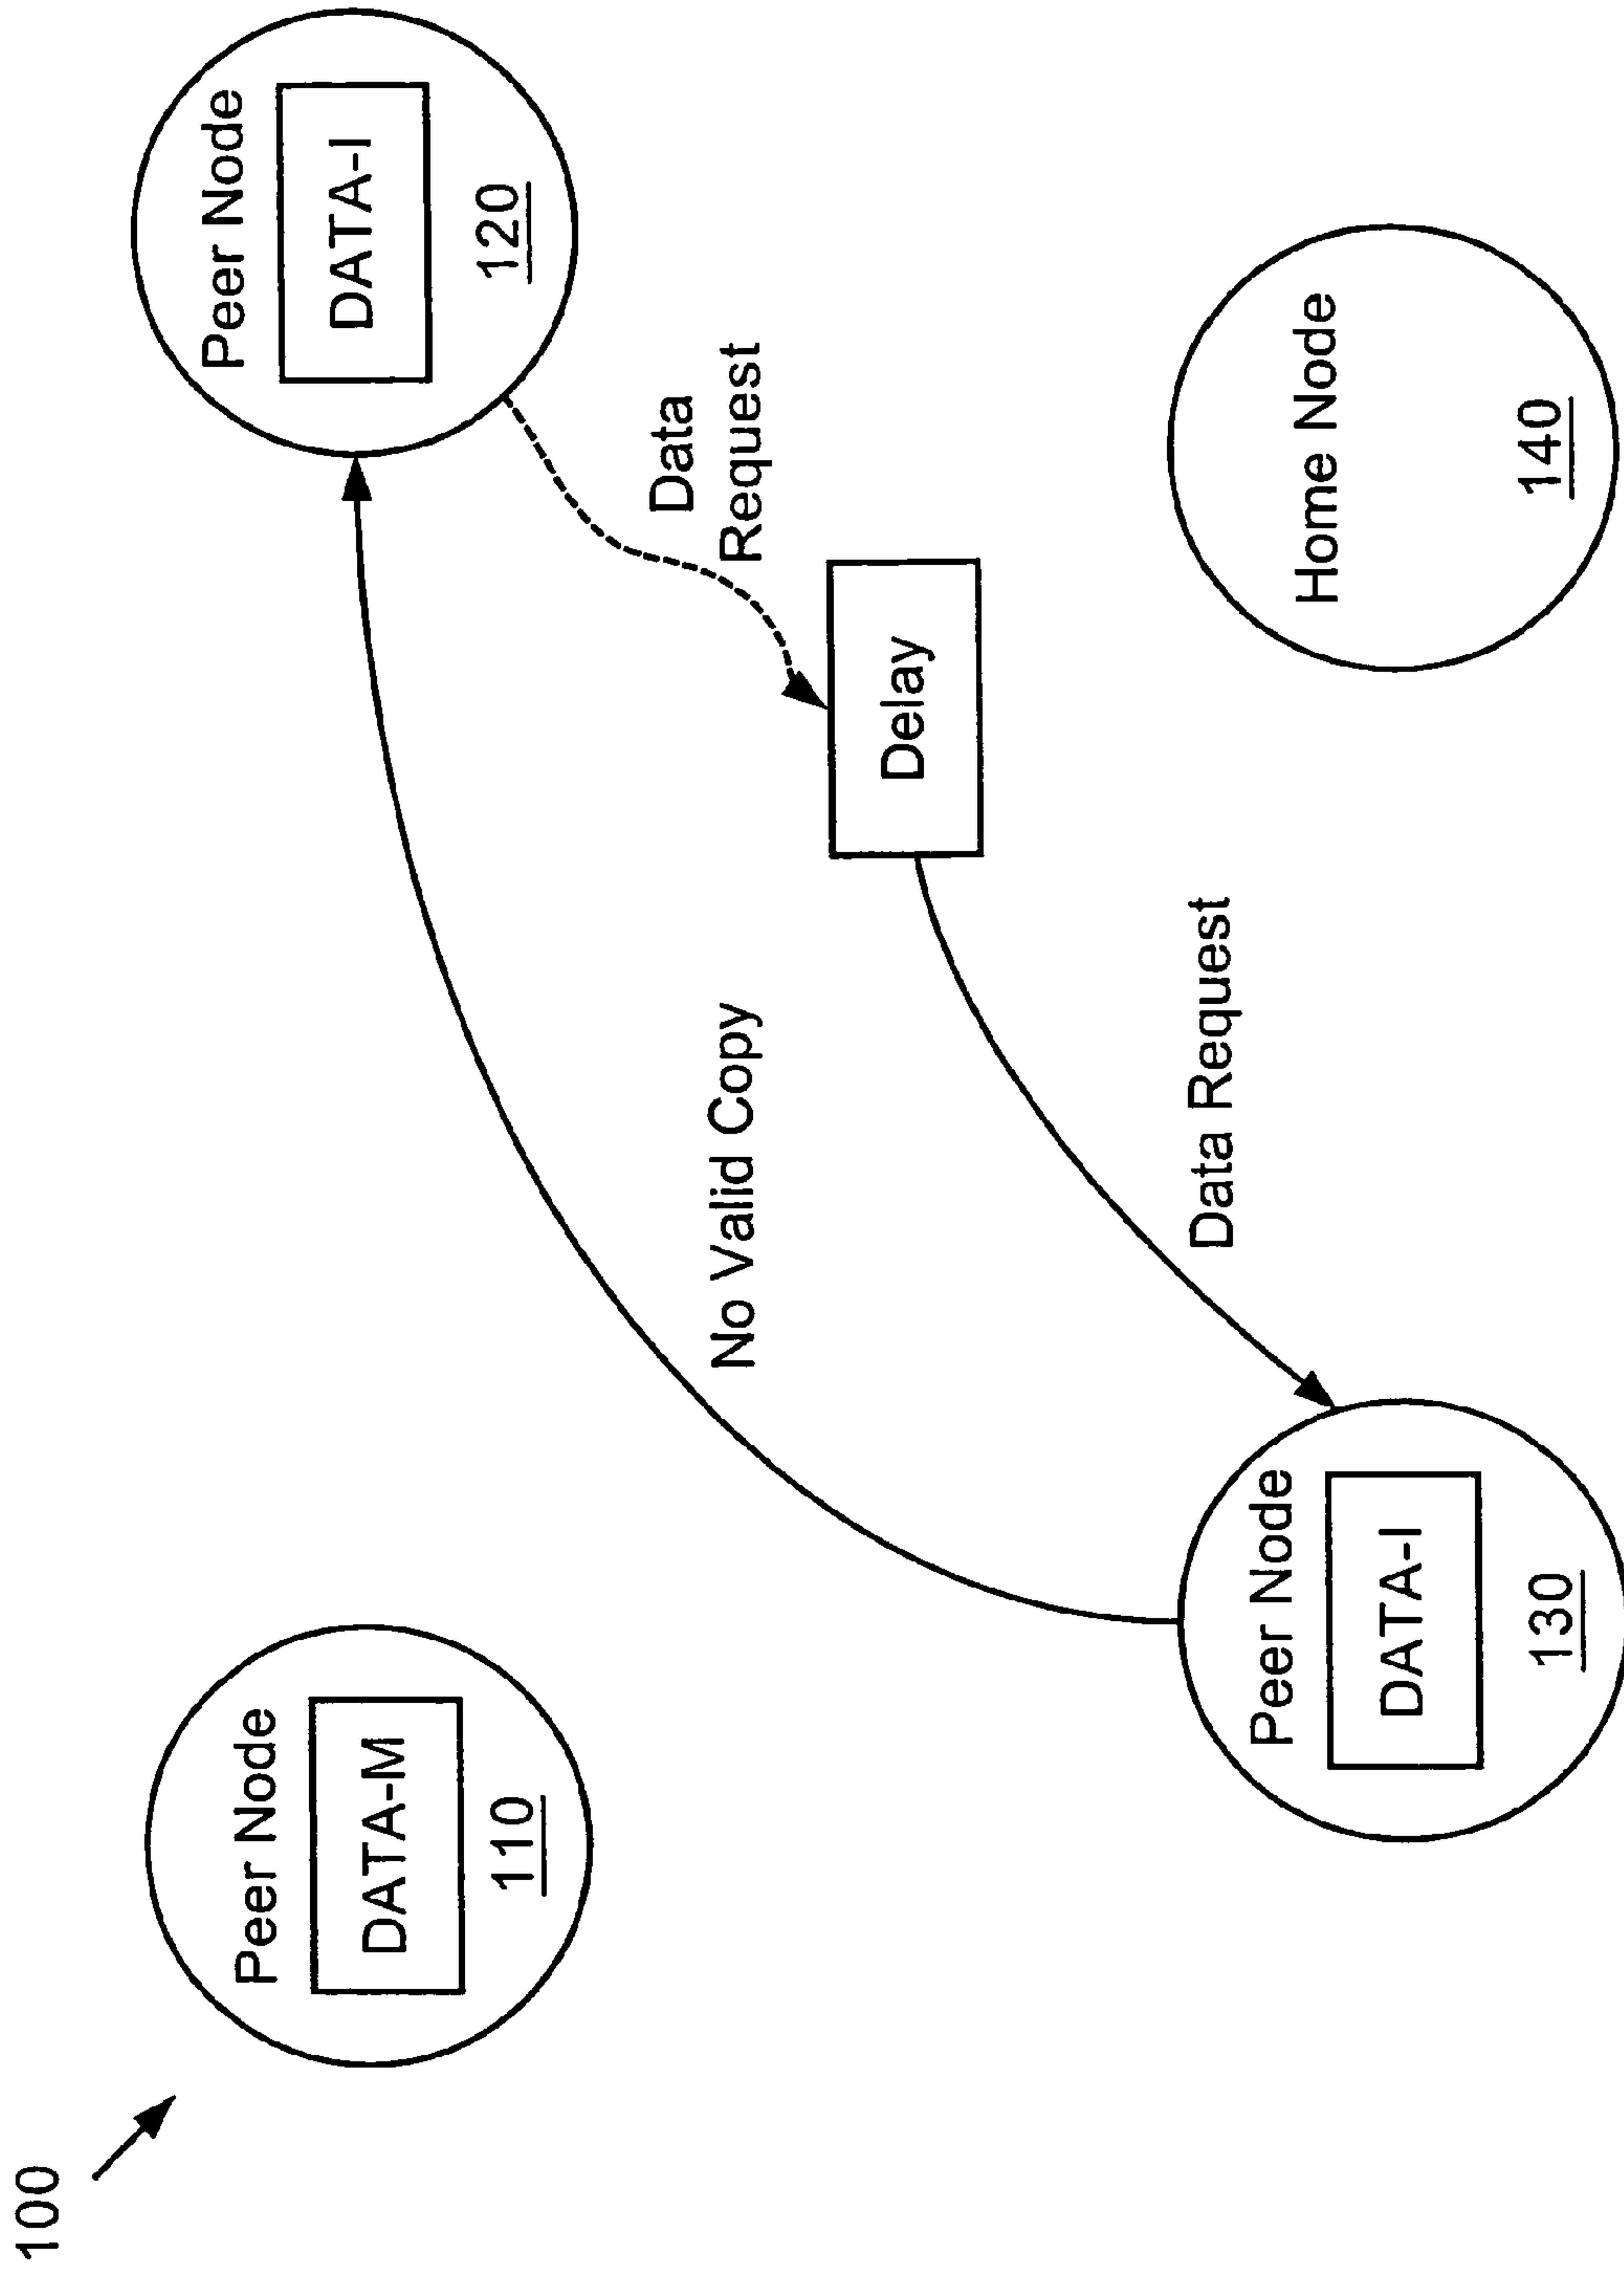 100
Peer Node
DATA-M
110
Peer Node
DATA-I
120
No Valid Copy
Data
Request
Delay
Data Request
Peer Node
DATA-I
130
Home Node
140